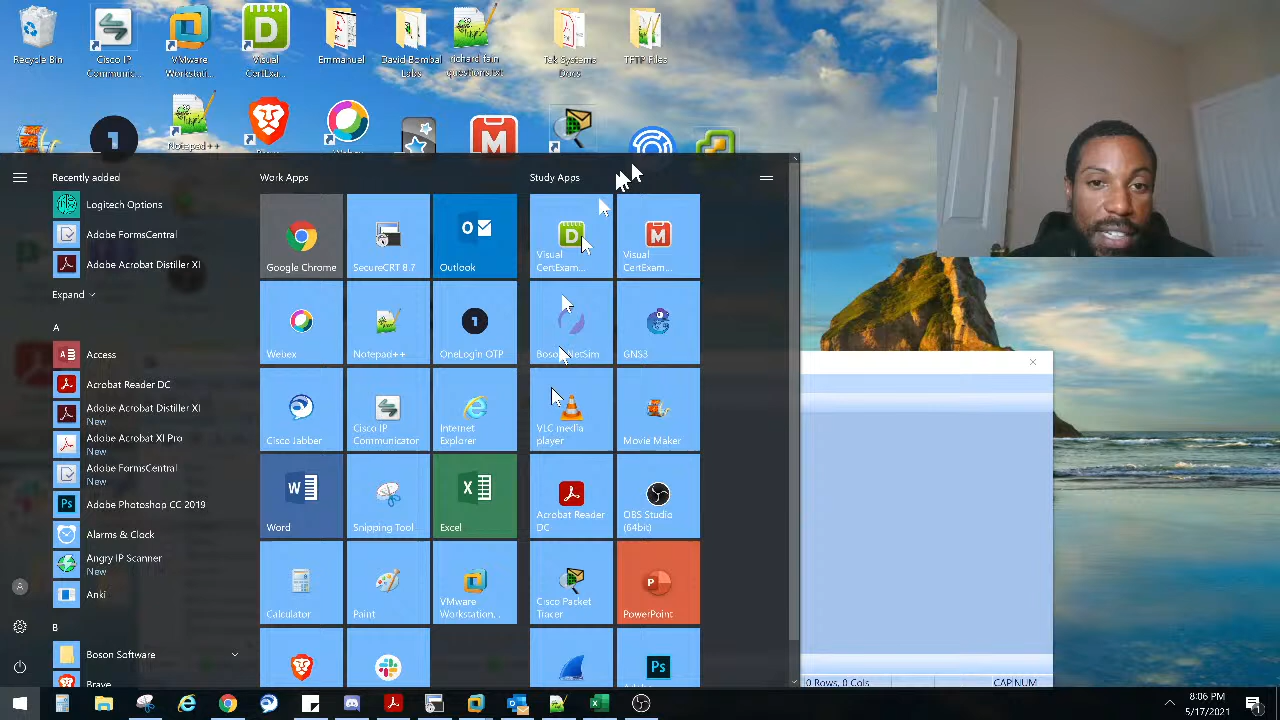 Recycle Bin
Cisco IP
Communic...
VMware
Workstati...
Visual
CertExa...
Emmanuel
David Bombal
Labs
richard fain
questions.txt
Tek Systems
Docs
TFTP Files
Notepad++
Recently added
Logitech Options
Adobe FormsCentral
Adobe Acrobat Distiller XI
Expand
A
Access
Acrobat Reader DC
Adobe Acrobat Distiller XI
New
Adobe Acrobat XI Pro
New
Adobe FormsCentral
New
Adobe Photoshop CC 2019
Alarms & Clock
Angry IP Scanner
New
Anki
B
Boson Software
Brave
Work Apps
Google Chrome
SecureCRT 8.7
Outlook
Webex
Notepad++
OneLogin OTP
Cisco Jabber
Cisco IP
Communicator
Internet
Explorer
Word
Snipping Tool
Excel
Calculator
Paint
VMware
Workstation...
Study Apps
Visual
CertExam...
Visual
CertExam...
Boson NetSim
GNS3
VLC media
player
Movie Maker
Acrobat Reader
DC
OBS Studio
(64bit)
Cisco Packet
Tracer
PowerPoint
0 Rows, 0 Cols
CAP NUM
8:06 PM
5/17/2021